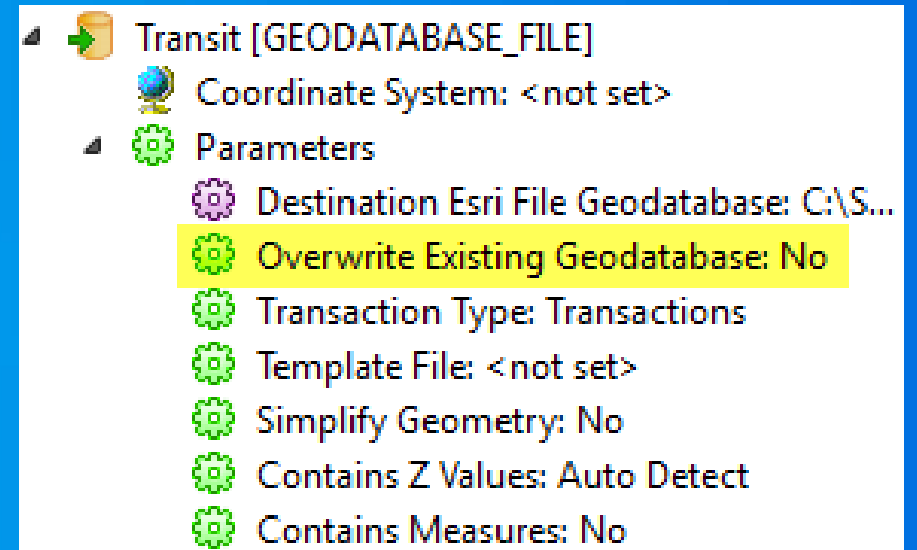 Transit [GEODATABASE_FILE]
Coordinate System: <not set>
Parameters
Destination Esri File Geodatabase: C:\S...
Overwrite Existing Geodatabase: No
Transaction Type: Transactions
Template File: <not set>
Simplify Geometry: No
Contains Z Values: Auto Detect
Contains Measures: No